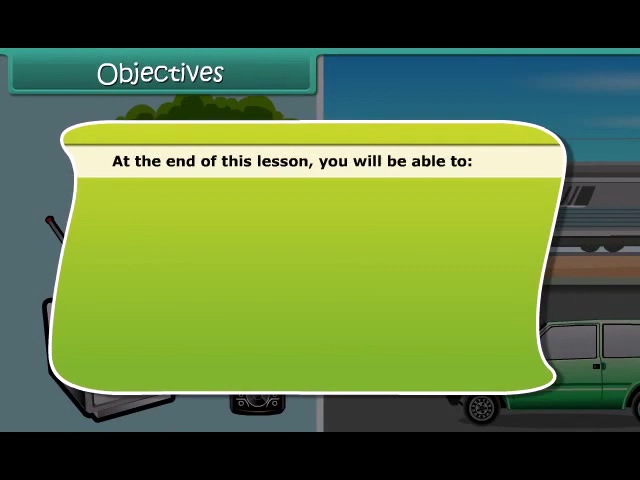 Objectives
At the end of this lesson, you will be able to: